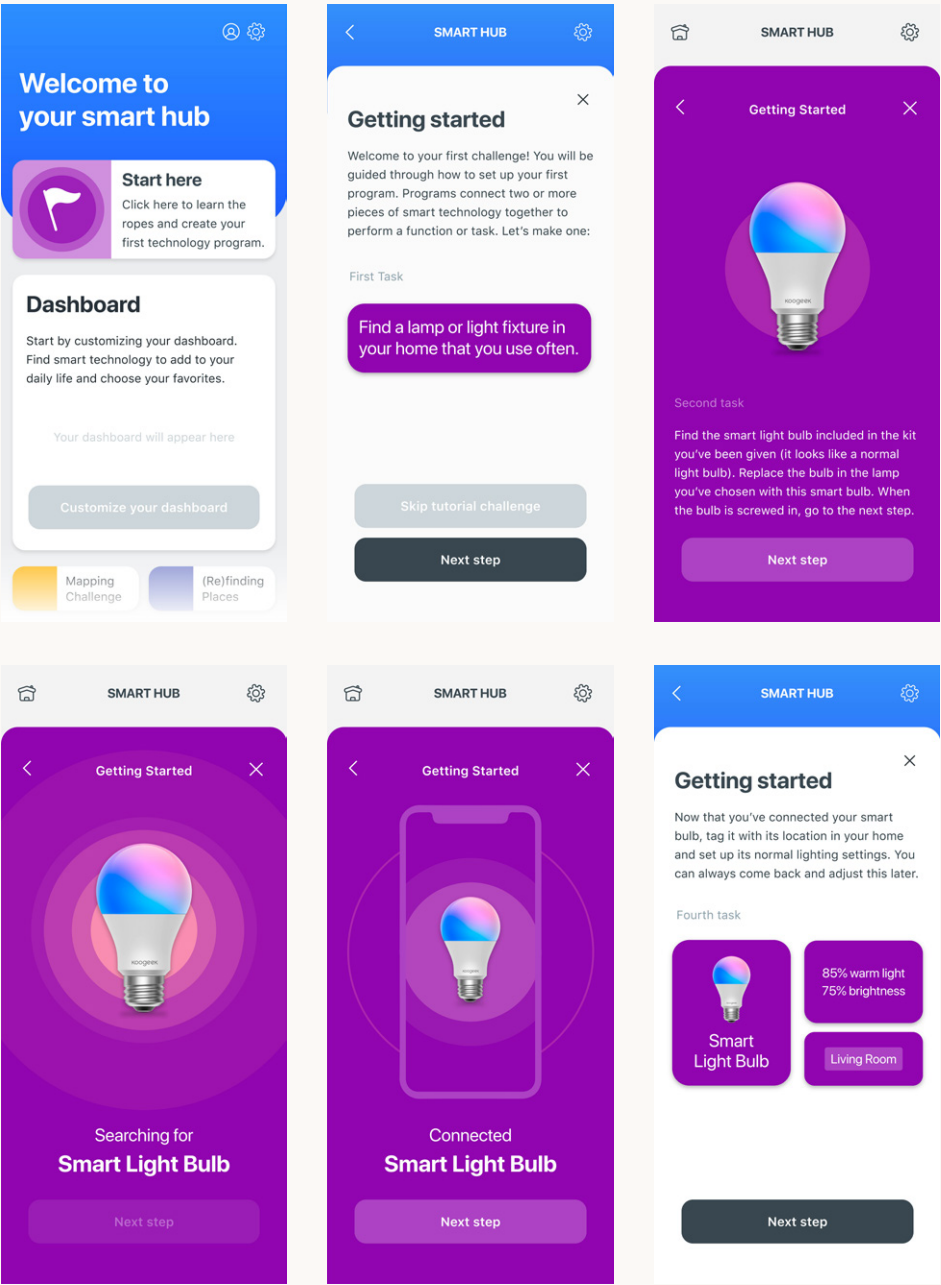 Welcome to
your smart hub
Start here
Click here to learn the
ropes and create your
first technology program.
Dashboard
Start by customizing your dashboard.
Find smart technology to add to your
daily life and choose your favorites.
Your dashboard will appear here
Customize your dashboard
Mapping
Challenge
(Re)finding
Places
SMART HUB
Getting started
Welcome to your first challenge! You will be
guided through how to set up your first
program. Programs connect two or more
pieces of smart technology together to
perform a function or task. Let's make one:
First Task
Find a lamp or light fixture in
your home that you use often.
Skip tutorial challenge
Next step
SMART HUB
Getting Started
KOOGEEK
Second task
Find the smart light bulb included in the kit
you've been given (it looks like a normal
light bulb). Replace the bulb in the lamp
you've chosen with this smart bulb. When
the bulb is screwed in, go to the next step.
Next step
SMART HUB
Getting Started
KOOGEEK
Searching for
Smart Light Bulb
Next step
SMART HUB
Getting Started
KOOGEEK
Connected
Smart Light Bulb
Next step
SMART HUB
Getting started
Now that you've connected your smart
bulb, tag it with its location in your home
and set up its normal lighting settings. You
can always come back and adjust this later.
Fourth task
Smart
Light Bulb
85% warm light
75% brightness
Living Room
Next step